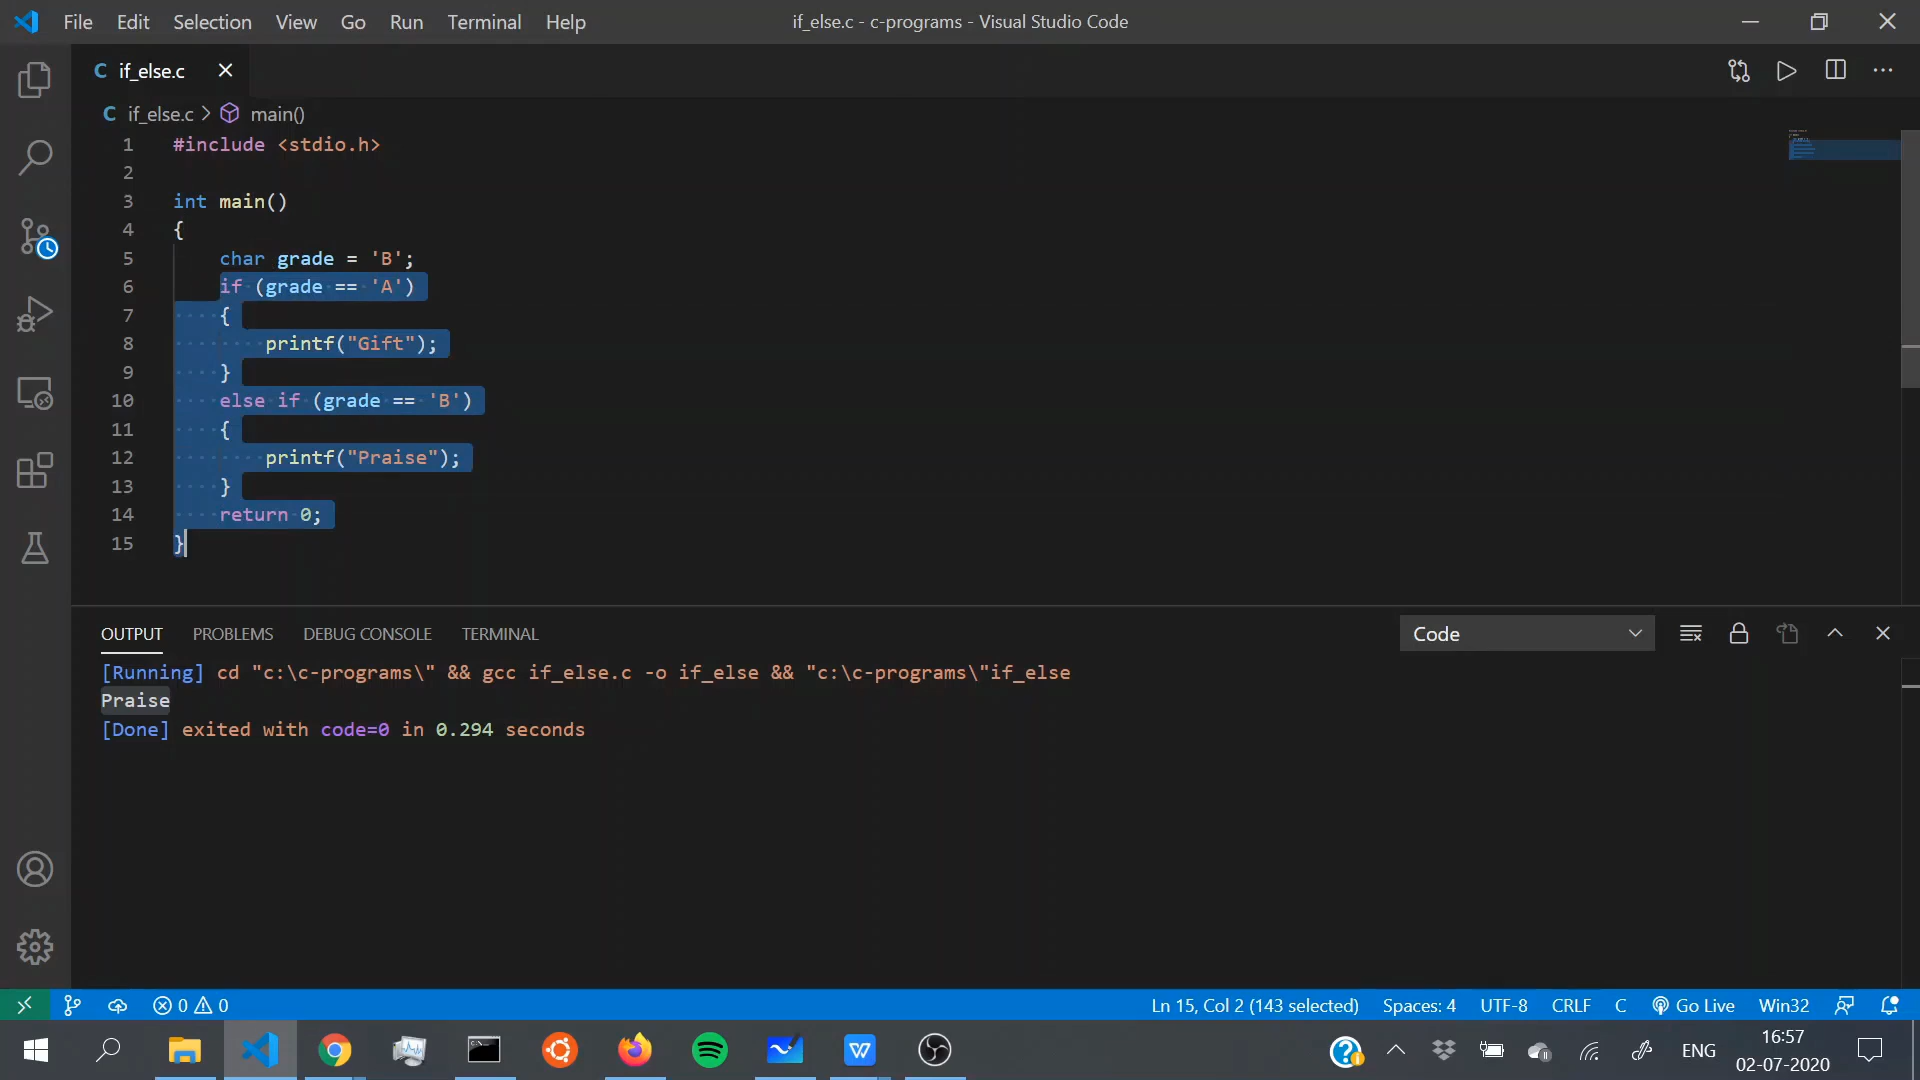 File Edit Selection View Go Run Terminal Help
if_else.c - c-programs - Visual Studio Code
C if_else.c
C if_else.c > main()
1 #include <stdio.h>
2
3 int main()
4 {
5 char grade = 'B';
6 if (grade == 'A')
7 {
8 printf("Gift");
9 }
10 else if (grade == 'B')
11 {
12 printf("Praise");
13 }
14 return 0;
15 }
OUTPUT PROBLEMS DEBUG CONSOLE TERMINAL Code
[Running] cd "c:\c-programs\" && gcc if_else.c -o if_else && "c:\c-programs\"if_else
Praise
[Done] exited with code=0 in 0.294 seconds
0 0 Ln 15, Col 2 (143 selected) Spaces: 4 UTF-8 CRLF C Go Live Win32
ENG
16:57
02-07-2020